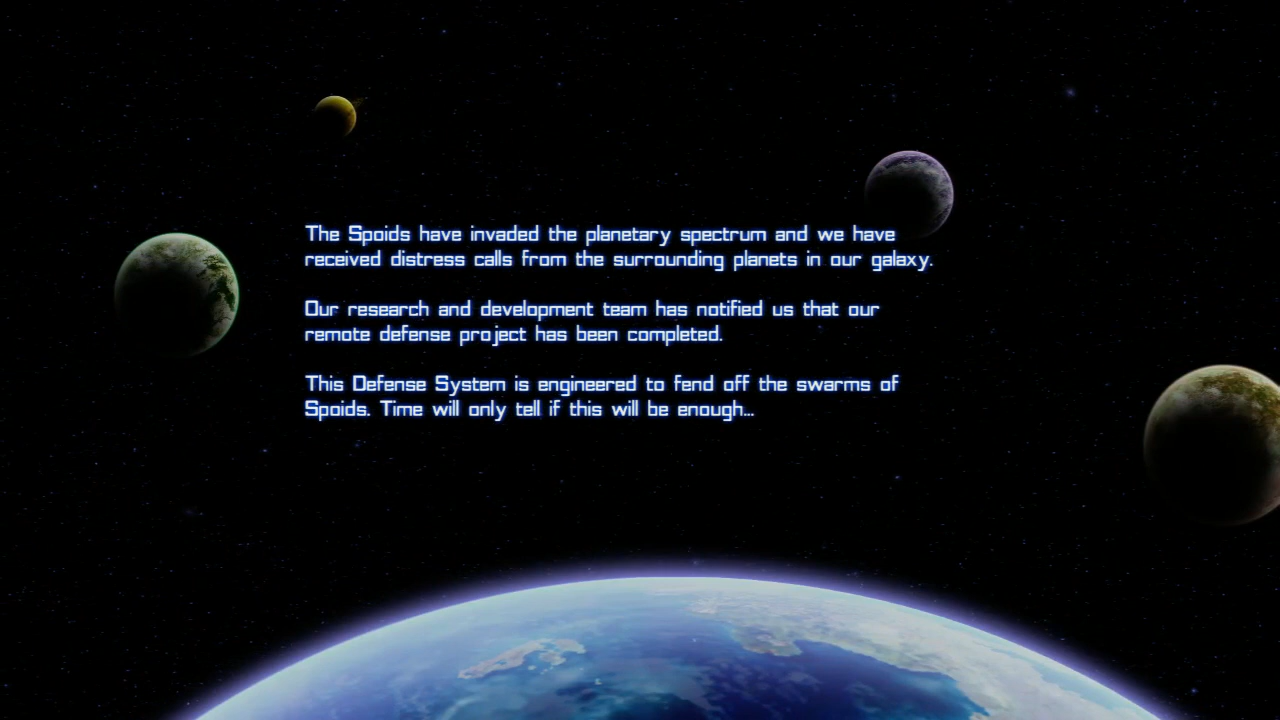 The Spoids have invaded the planetary spectrum and we have
received distress calls from the surrounding planets in our galaxy.
Our research and development team has notified us that our
remote defense project has been completed.
This Defense System is engineered to fend off the swarms of
Spoids. Time will only tell if this will be enough...